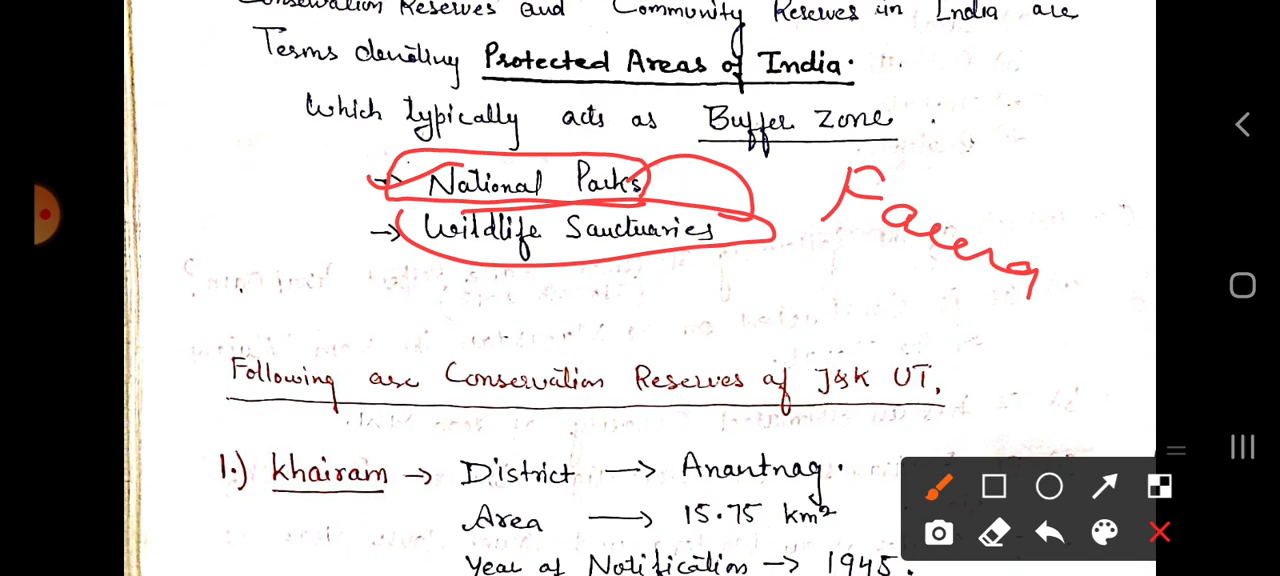 Conservation Reserves and Community Reserves in India are
Terms denoting Protected Areas of India.
Which typically acts as Buffer Zone.
→ National Parks
→ Wildlife Sanctuaries
Fauna
Following are Conservation Reserves of J&K UT.
1.) Khairam → District → Anantnag.
Area → 15.75 km²
Year of Notification → 1945.